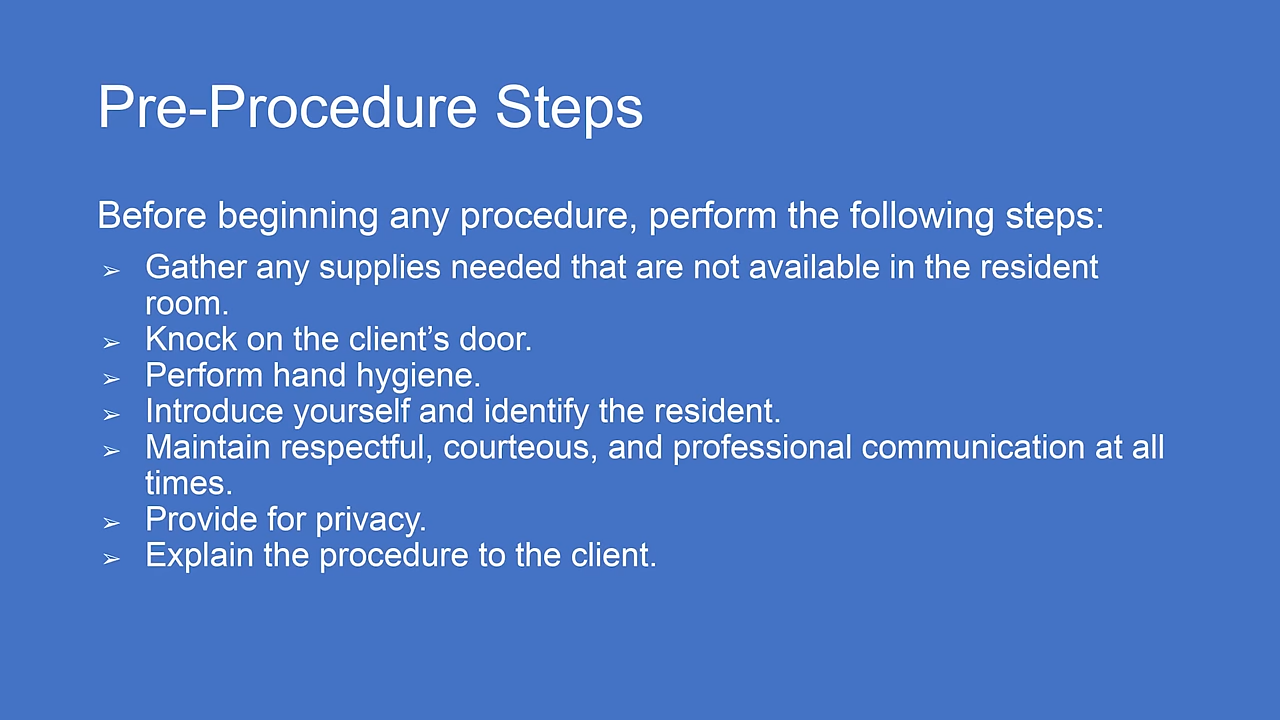 Pre-Procedure Steps
Before beginning any procedure, perform the following steps:
➢ Gather any supplies needed that are not available in the resident
room.
➢ Knock on the client’s door.
➢ Perform hand hygiene.
➢ Introduce yourself and identify the resident.
➢ Maintain respectful, courteous, and professional communication at all
times.
➢ Provide for privacy.
➢ Explain the procedure to the client.